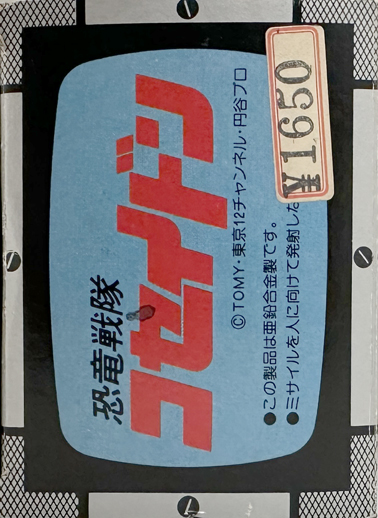 恐竜戦隊
コセイドン
©TOMY・東京12チャンネル・円谷プロ
●この製品は亜鉛合金製です。
●ミサイルを人に向けて発射した
¥1650